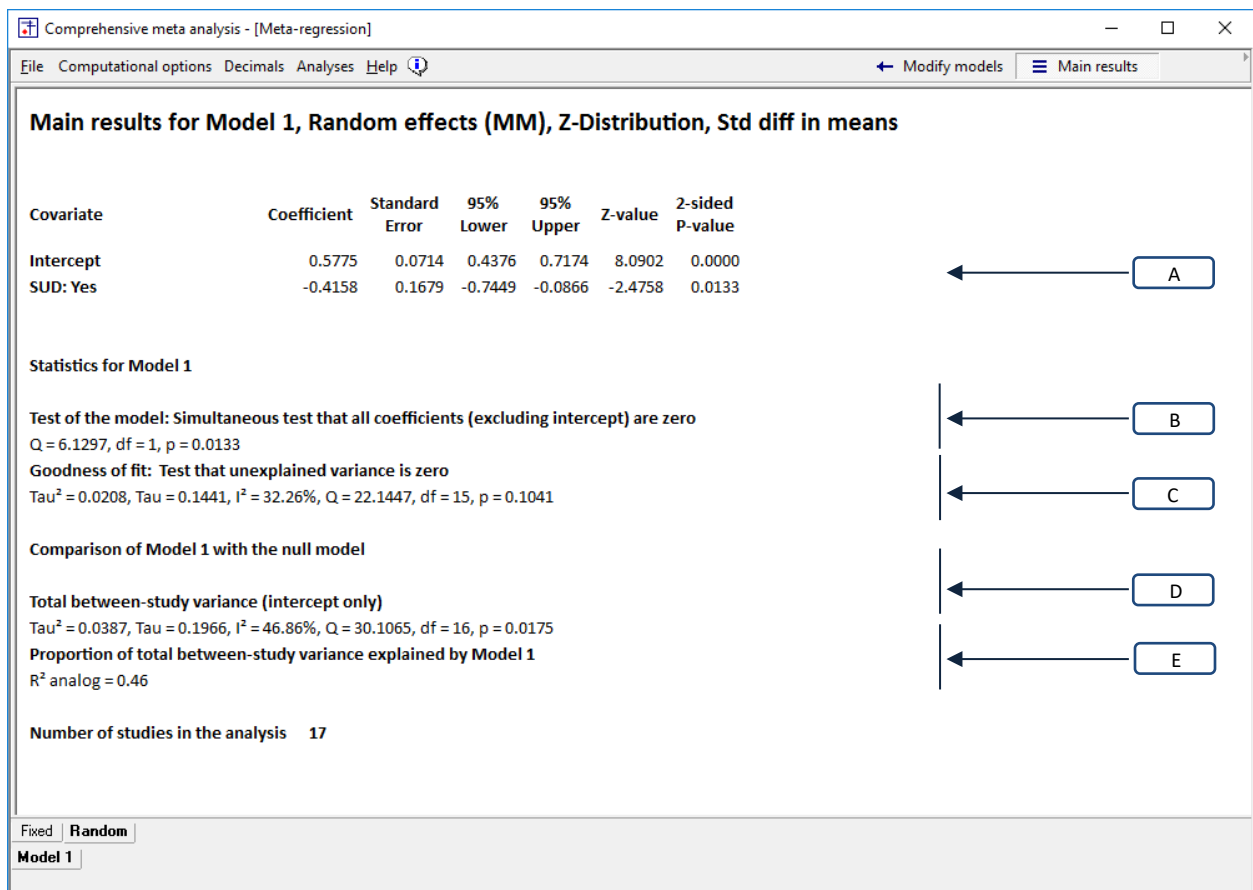 Comprehensive meta analysis - [Meta-regression]
File Computational options Decimals Analyses Help Modify models Main results
Main results for Model 1, Random effects (MM), Z-Distribution, Std diff in means
Covariate Coefficient Standard Error 95% Lower 95% Upper Z-value 2-sided P-value
Intercept 0.5775 0.0714 0.4376 0.7174 8.0902 0.0000
A
SUD: Yes -0.4158 0.1679 -0.7449 -0.0866 -2.4758 0.0133
Statistics for Model 1
Test of the model: Simultaneous test that all coefficients (excluding intercept) are zero
B
Q = 6.1297, df = 1, p = 0.0133
Goodness of fit: Test that unexplained variance is zero
Tau² = 0.0208, Tau = 0.1441, I² = 32.26%, Q = 22.1447, df = 15, p = 0.1041
C
Comparison of Model 1 with the null model
D
Total between-study variance (intercept only)
Tau² = 0.0387, Tau = 0.1966, I² = 46.86%, Q = 30.1065, df = 16, p = 0.0175
Proportion of total between-study variance explained by Model 1
E
R² analog = 0.46
Number of studies in the analysis 17
Fixed Random
Model 1